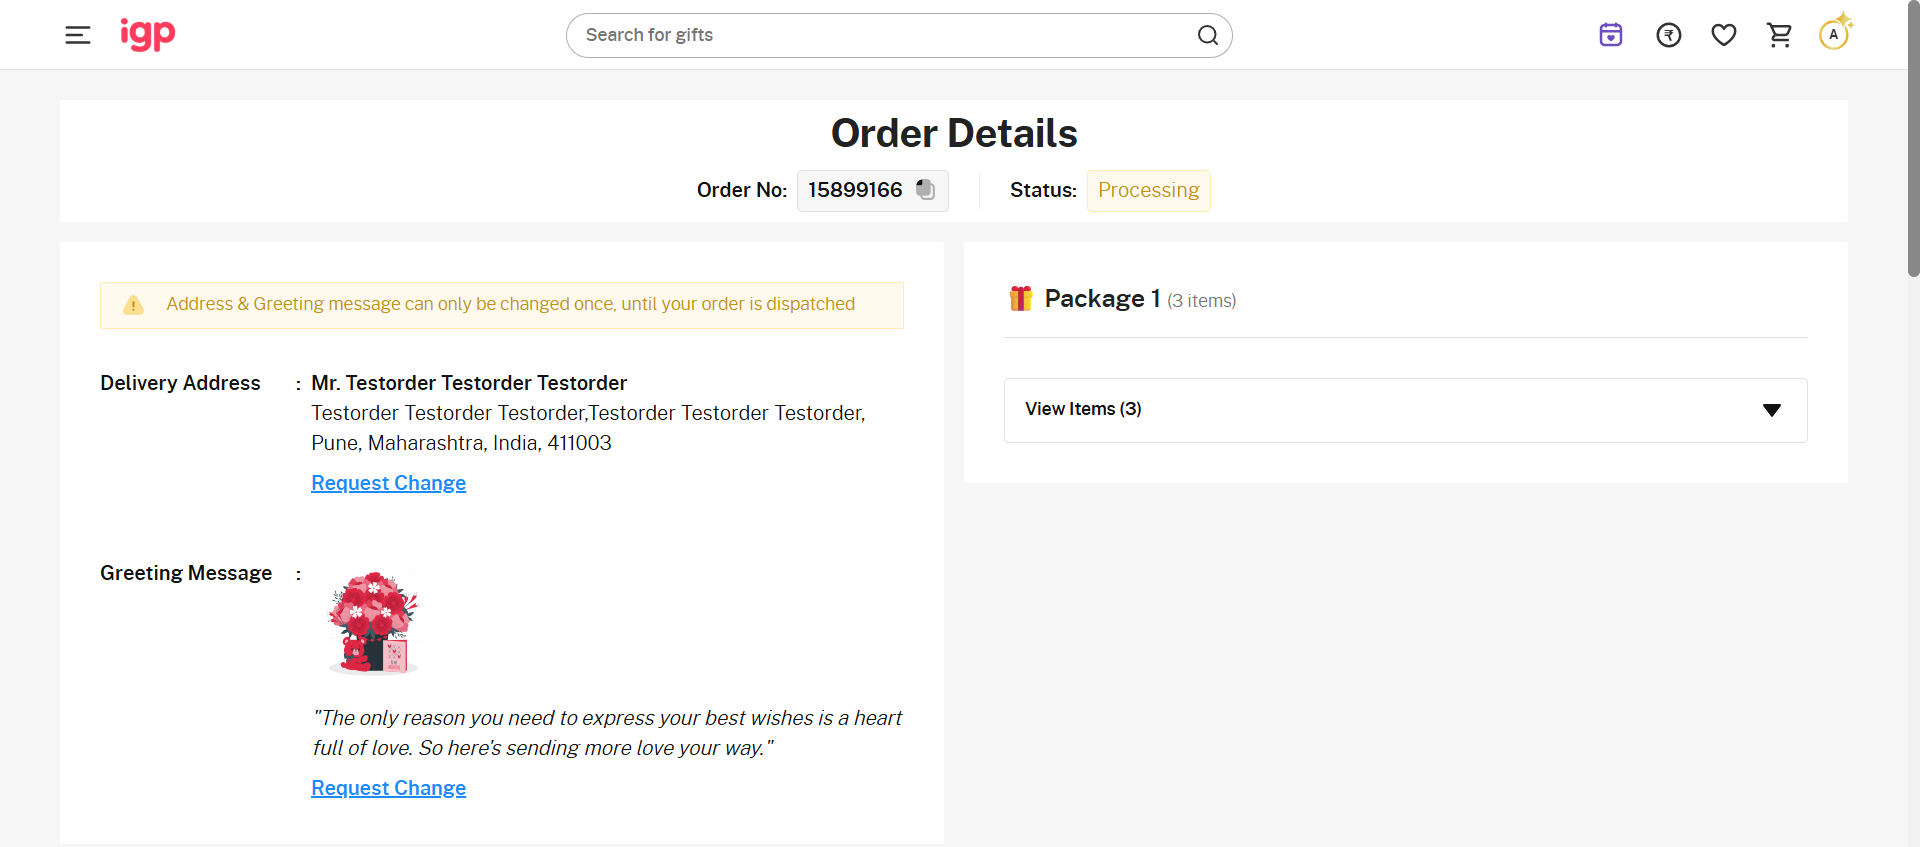 igp
Search for gifts
A
Order Details
Order No: 15899166 Status: Processing
Address & Greeting message can only be changed once, until your order is dispatched
Delivery Address : Mr. Testorder Testorder Testorder
Testorder Testorder Testorder,Testorder Testorder Testorder,
Pune, Maharashtra, India, 411003
Request Change
Greeting Message :
"The only reason you need to express your best wishes is a heart
full of love. So here's sending more love your way."
Request Change
Package 1 (3 items)
View Items (3)